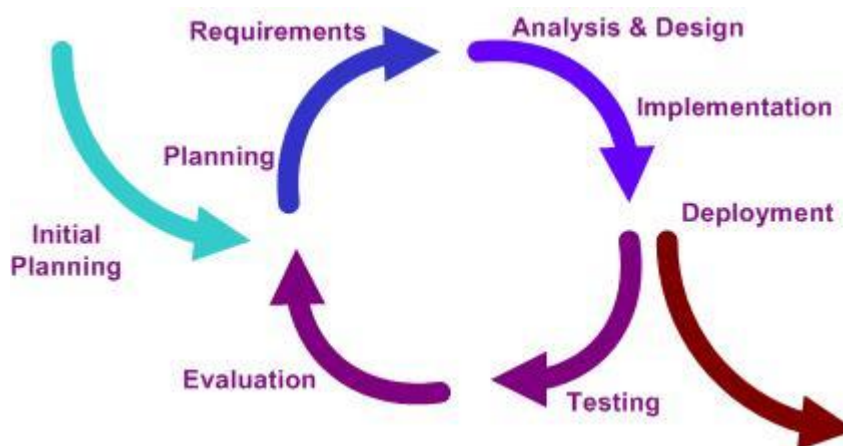 Requirements
Analysis & Design
Implementation
Planning
Deployment
Initial
Planning
Evaluation
Testing